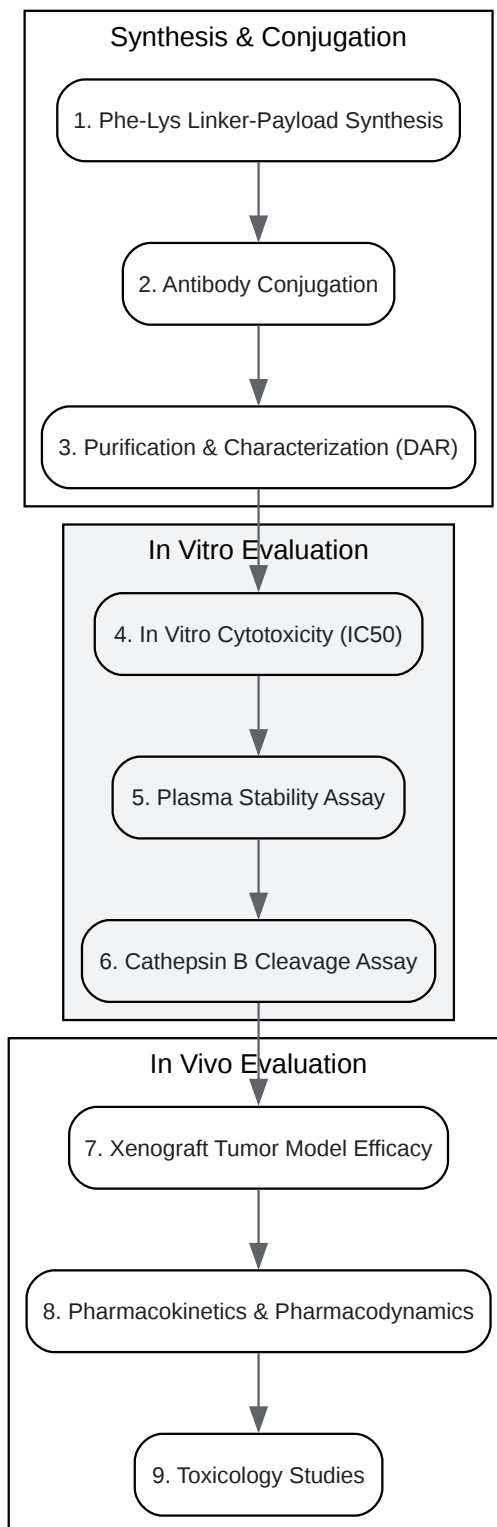 Synthesis & Conjugation
1. Phe-Lys Linker-Payload Synthesis
2. Antibody Conjugation
3. Purification & Characterization (DAR)
In Vitro Evaluation
4. In Vitro Cytotoxicity (IC50)
5. Plasma Stability Assay
6. Cathepsin B Cleavage Assay
In Vivo Evaluation
7. Xenograft Tumor Model Efficacy
8. Pharmacokinetics & Pharmacodynamics
9. Toxicology Studies